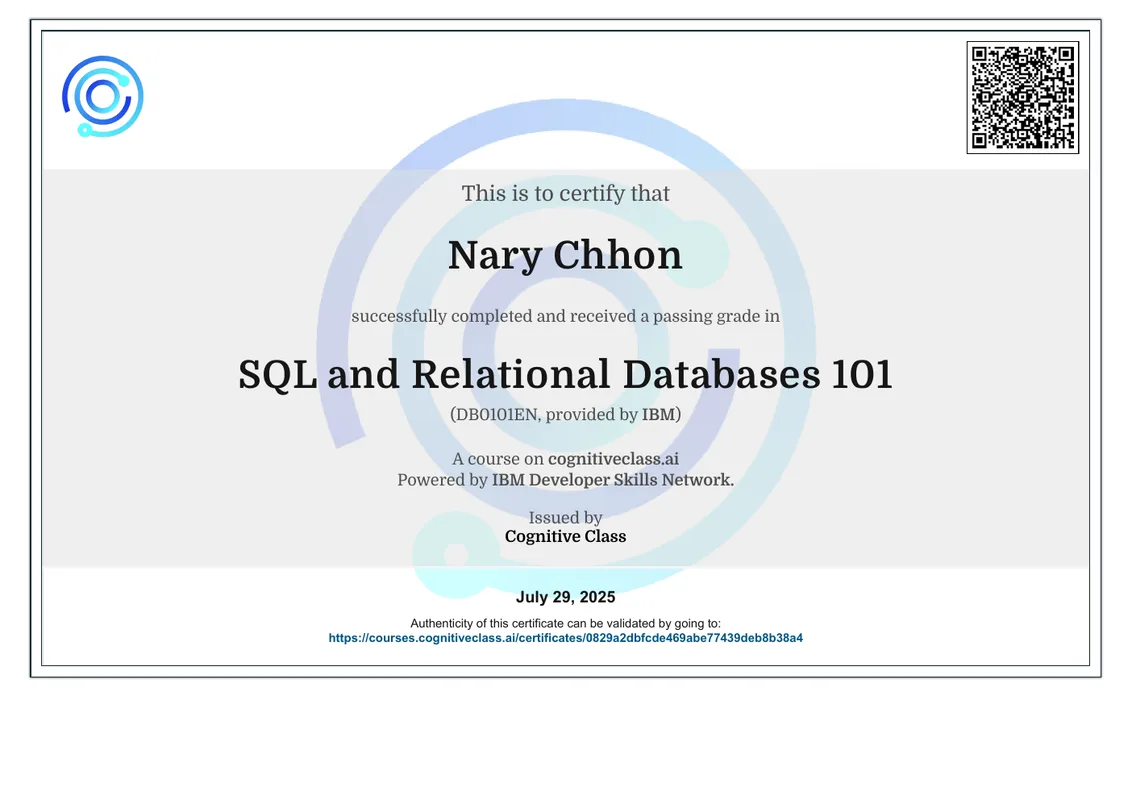 This is to certify that
Nary Chhon
successfully completed and received a passing grade in
SQL and Relational Databases 101
(DB0101EN, provided by IBM)
A course on cognitiveclass.ai
Powered by IBM Developer Skills Network.
Issued by
Cognitive Class
July 29, 2025
Authenticity of this certificate can be validated by going to:
https://courses.cognitiveclass.ai/certificates/0829a2dbfcde469abe77439deb8b38a4